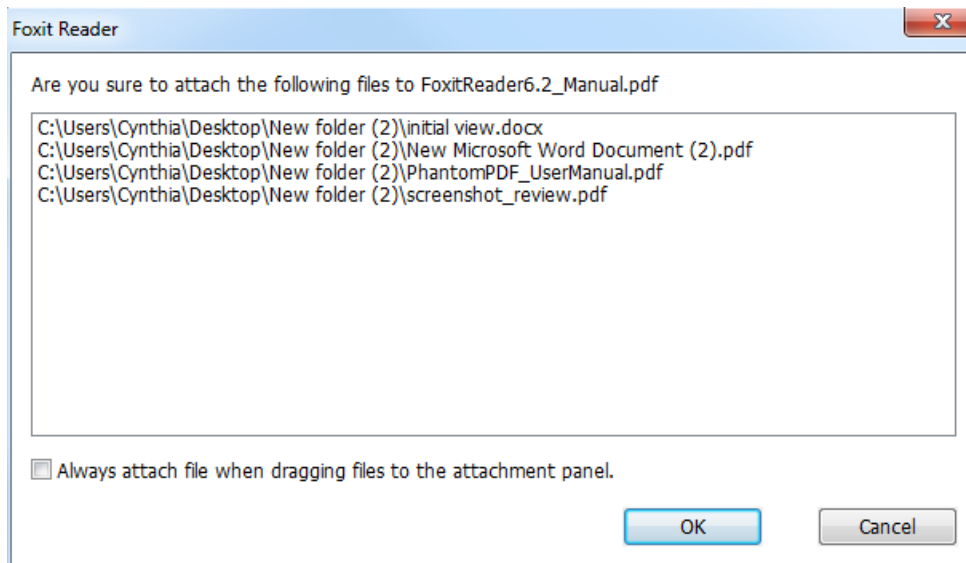 Foxit Reader
Are you sure to attach the following files to FoxitReader6.2_Manual.pdf
C:\Users\Cynthia\Desktop\New folder (2)\initial view.docx
C:\Users\Cynthia\Desktop\New folder (2)\New Microsoft Word Document (2).pdf
C:\Users\Cynthia\Desktop\New folder (2)\PhantomPDF_UserManual.pdf
C:\Users\Cynthia\Desktop\New folder (2)\screenshot_review.pdf
Always attach file when dragging files to the attachment panel.
OK Cancel